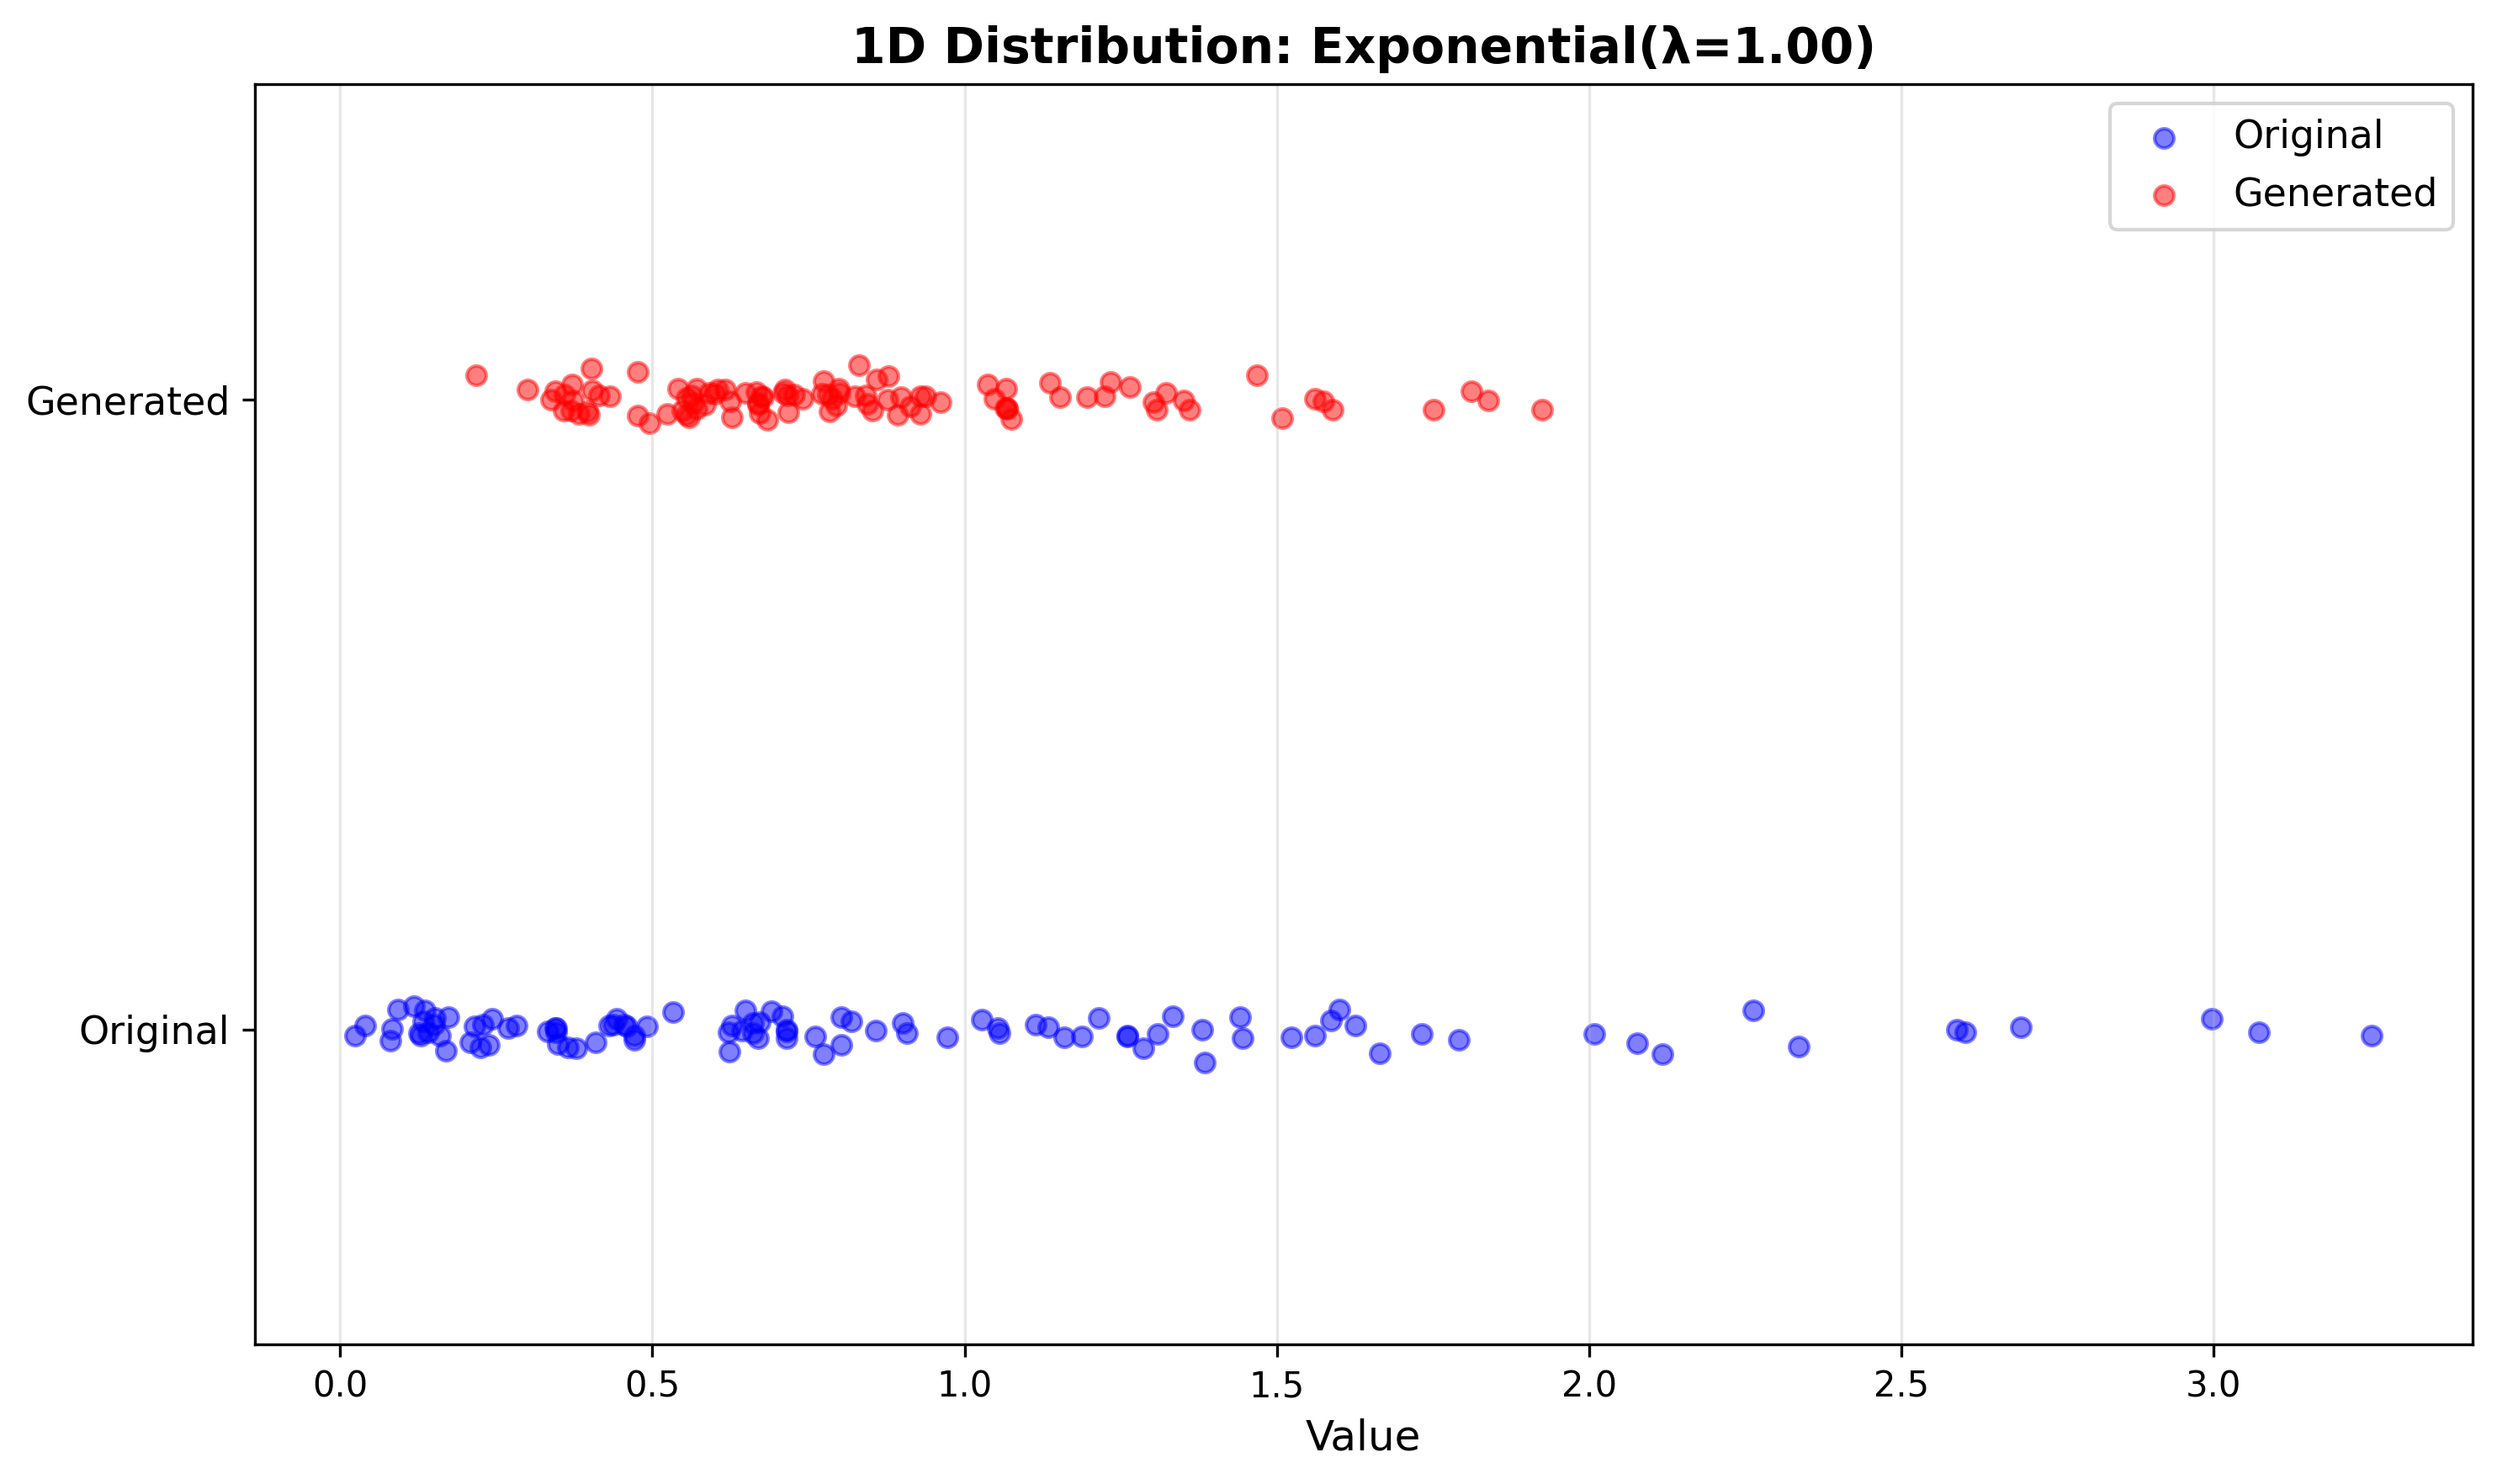 1D Distribution: Exponential(λ=1.00)
Original
Generated
Generated
Original
0.0 0.5 1.0 1.5 2.0 2.5 3.0
Value